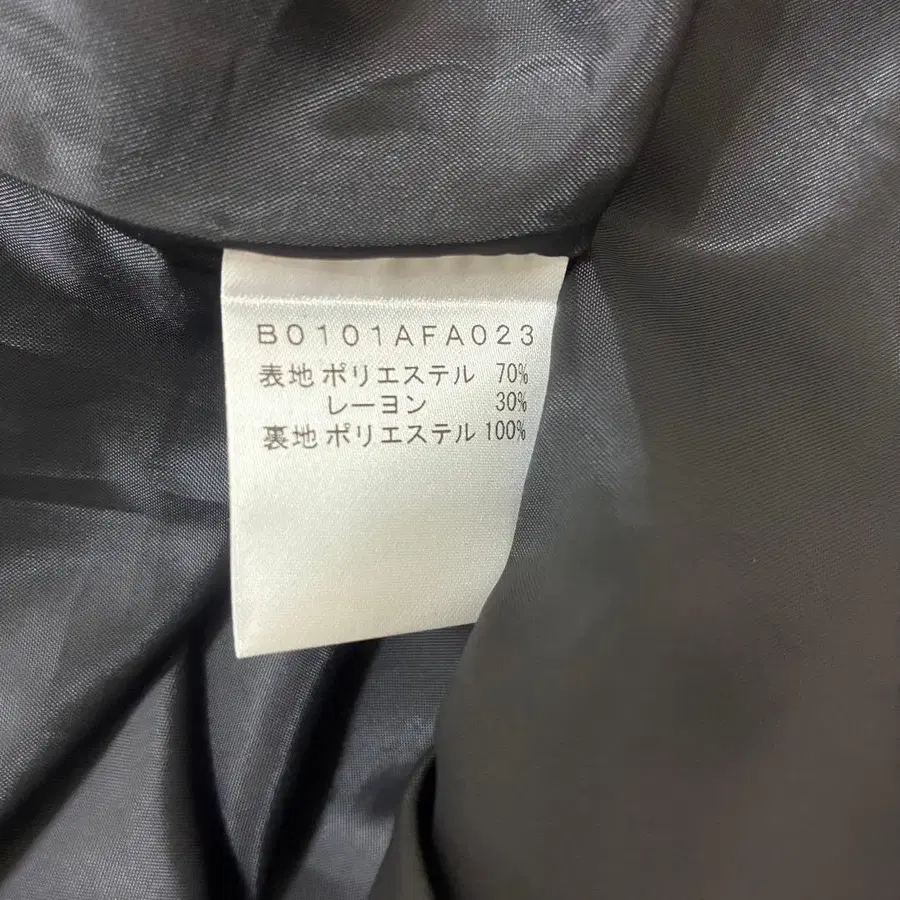 B0101AFA023
表地 ポリエステル 70%
レーヨン 30%
裏地 ポリエステル 100%